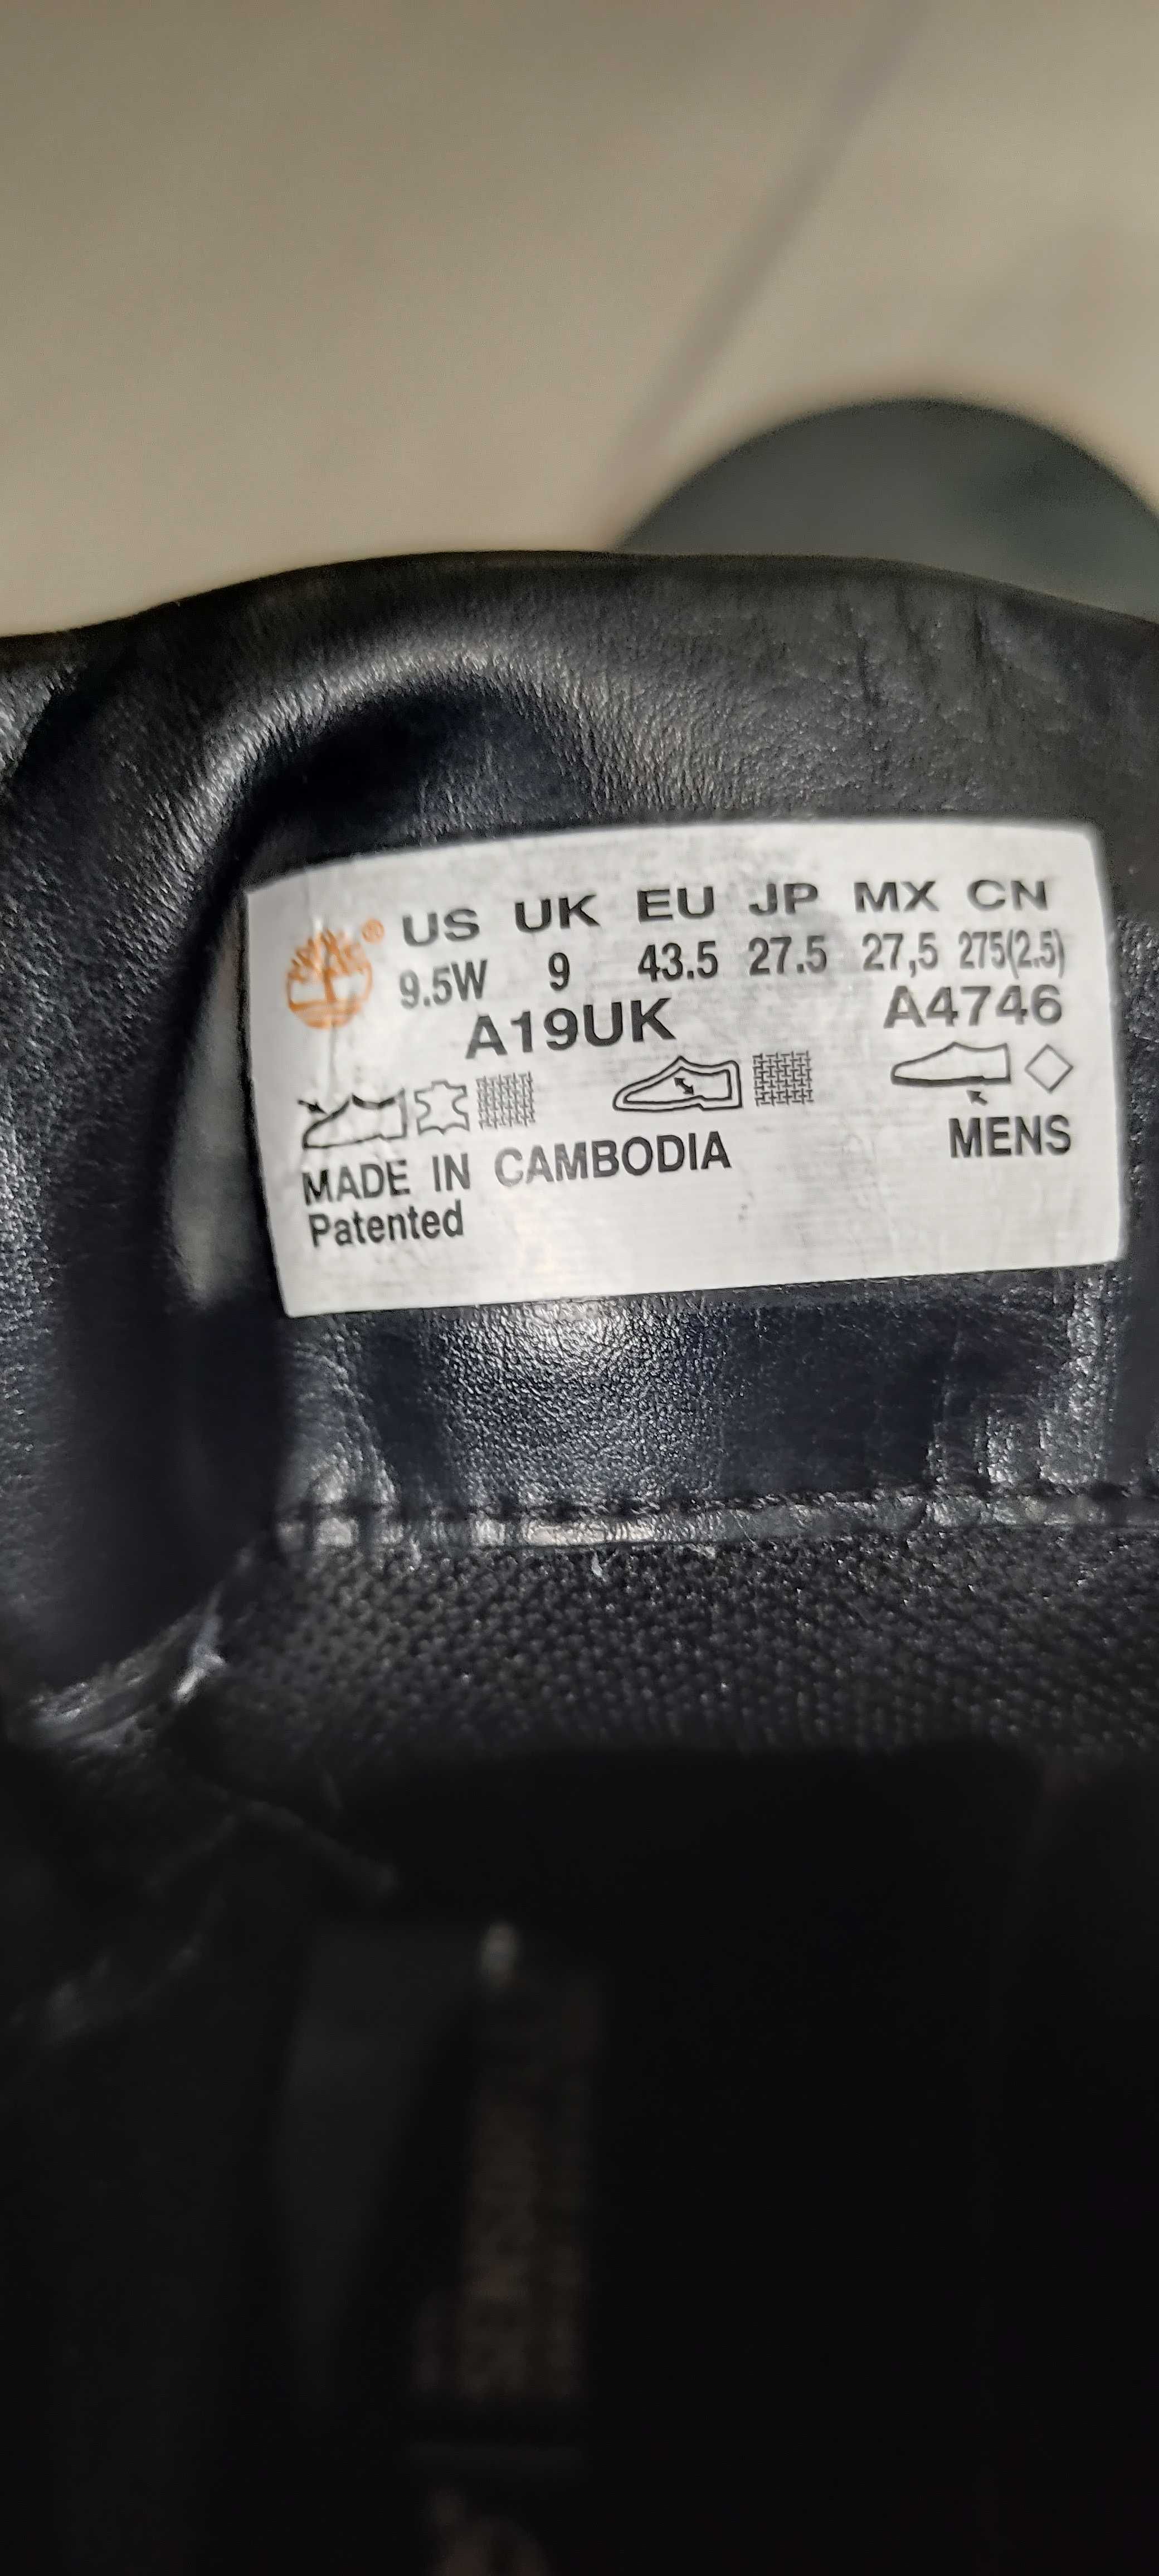 ® US UK EU JP MX CN
9.5W 9 43.5 27.5 27,5 275(2.5)
A19UK A4746
MADE IN CAMBODIA MENS
Patented